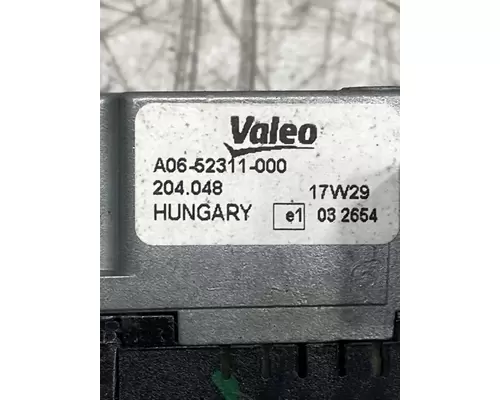 Valeo
A06-52311-000
204.048 17W29
HUNGARY e1 03 2654